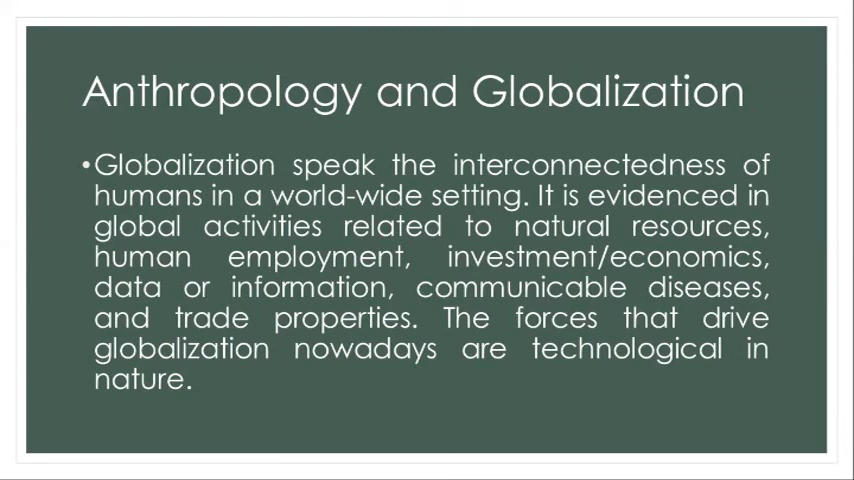 Anthropology and Globalization
•Globalization speak the interconnectedness of
humans in a world-wide setting. It is evidenced in
global activities related to natural resources,
human employment, investment/economics,
data or information, communicable diseases,
and trade properties. The forces that drive
globalization nowadays are technological in
nature.